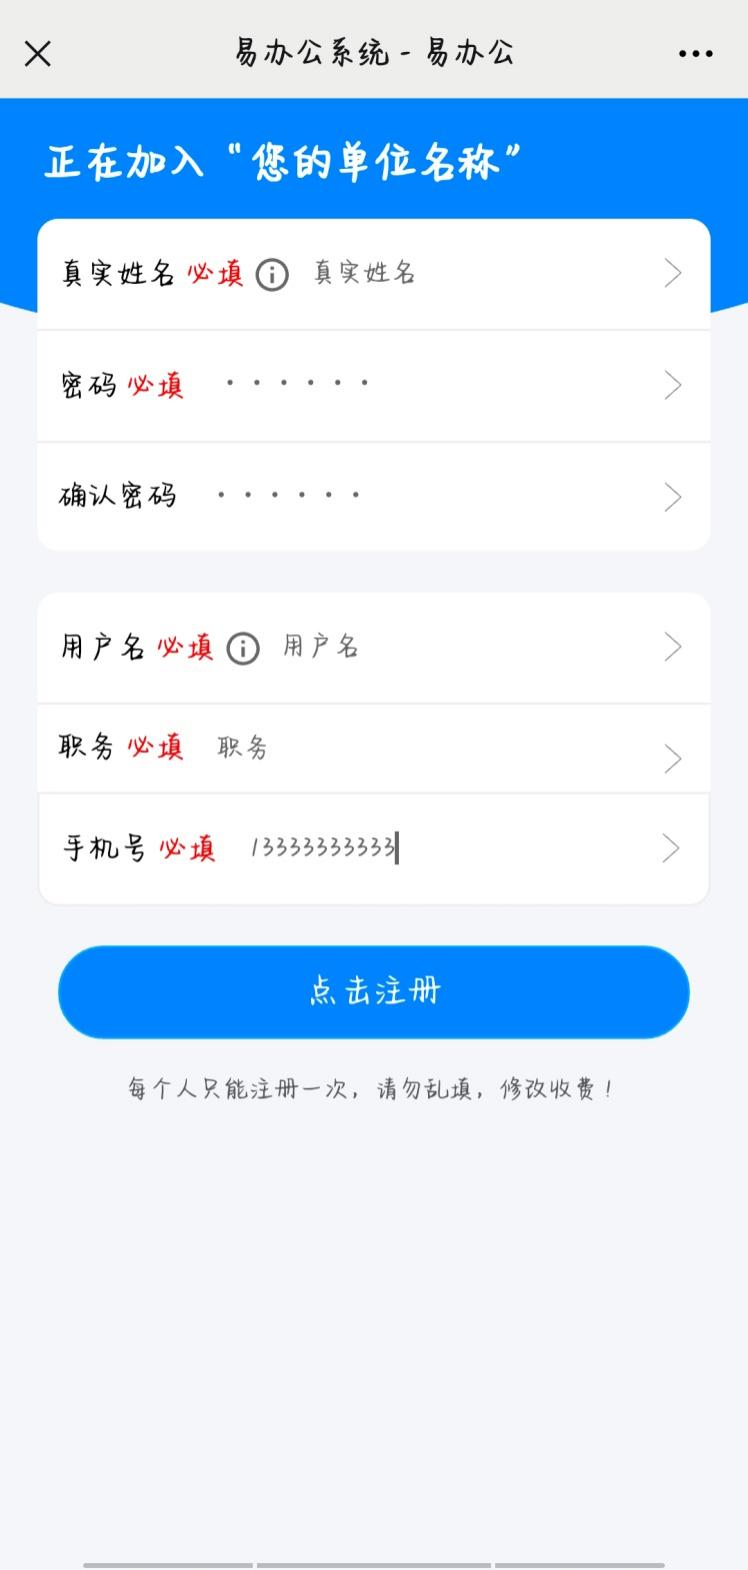 易办公系统 - 易办公
正在加入“您的单位名称”
真实姓名 必填 真实姓名
密码 必填 ······
确认密码 ······
用户名 必填 用户名
职务 必填 职务
手机号 必填 13333333333
点击注册
每个人只能注册一次，请勿乱填，修改收费！